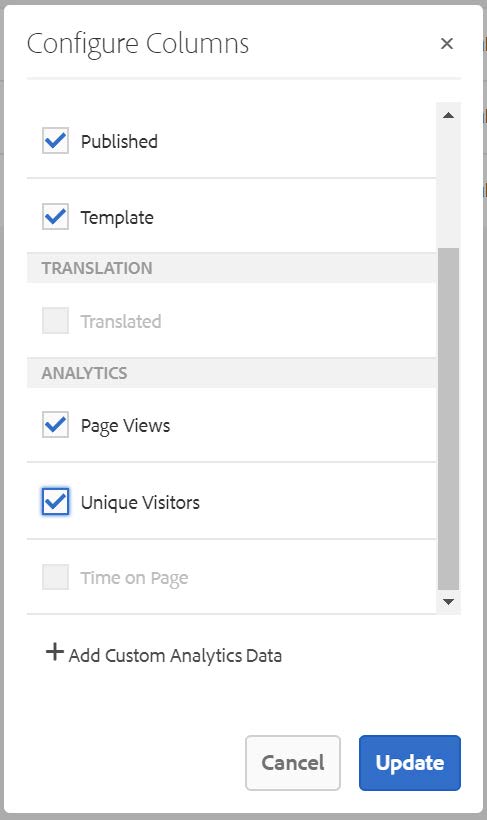 Configure Columns
Published
Template
TRANSLATION
Translated
ANALYTICS
Page Views
Unique Visitors
Time on Page
Add Custom Analytics Data
Cancel Update